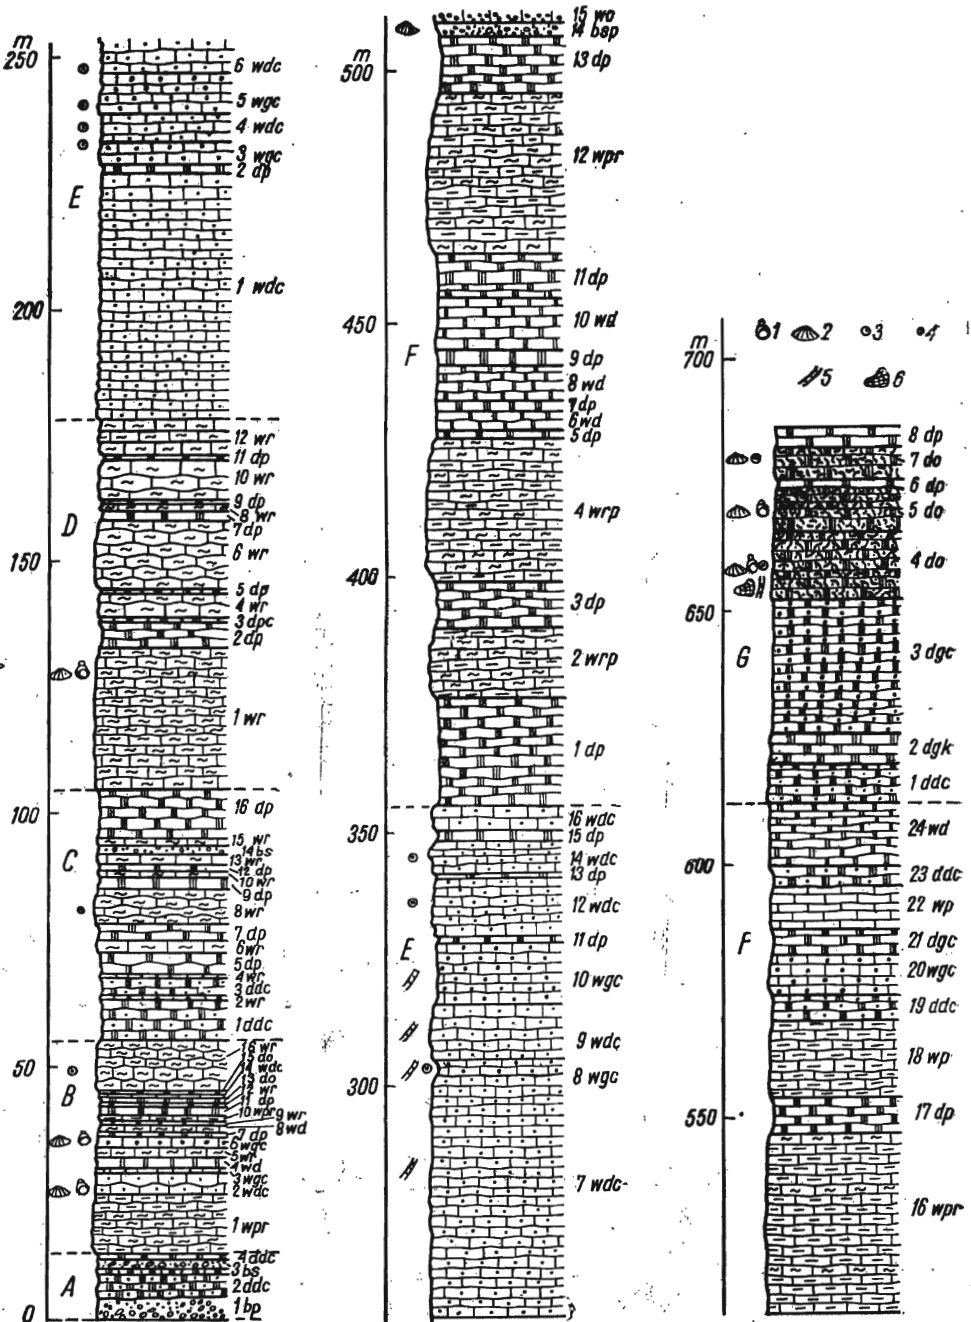 m
250
200
150
100
50
0
E
D
C
B
A
6 wdc
5 wgc
4 wdc
3 wgc
2 dp
1 wdc
12 wr
11 dp
10 wr
9 dp
8 wr
7 dp
6 wr
5 dp
4 wr
3 dpc
2 dp
1 wr
16 dp
15 wr
14 bs
13 wr
12 dp
10 wr
9 dp
8 wr
7 dp
6 wr
5 dp
4 wr
3 ddc
2 wr
1 ddc
16 wr
15 do
14 wdc
13 do
12 wr
11 dp
10 wpr
9 wr
8 wd
7 dp
6 wgc
5 wr
4 wd
3 wgc
2 wdc
1 wpr
4 ddc
3 bs
2 ddc
1 bp
m
500
450
400
350
300
F
E
15 wo
14 bsp
13 dp
12 wpr
11 dp
10 wd
9 dp
8 wd
7 dp
6 wd
5 dp
4 wrp
3 dp
2 wrp
1 dp
16 wdc
15 dp
14 wdc
13 dp
12 wdc
11 dp
10 wgc
9 wdc
8 wgc
7 wdc
1 2 3 4
5 6
m
700
650
600
550
G
F
8 dp
7 do
6 dp
5 do
4 do
3 dgc
2 dgk
1 ddc
24 wd
23 ddc
22 wp
21 dgc
20 wgc
19 ddc
18 wp
17 dp
16 wpr